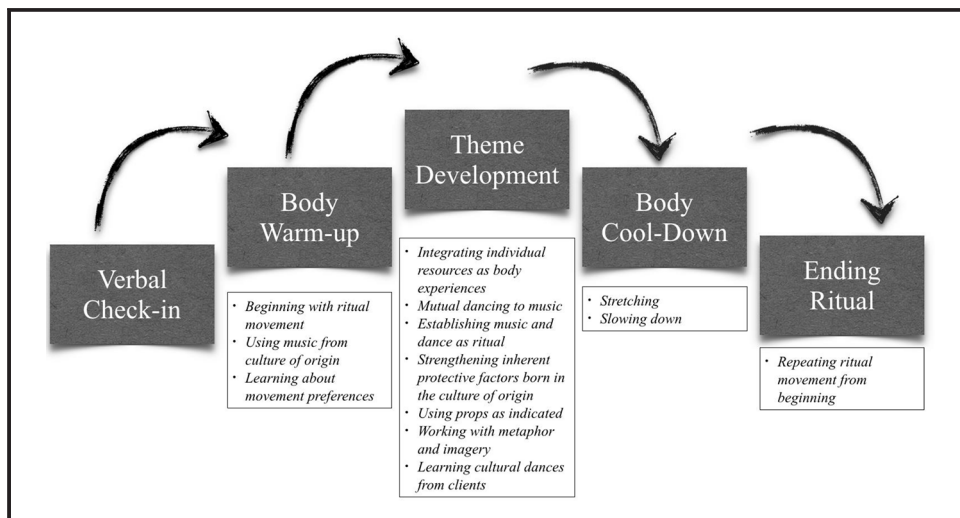 Verbal
Check-in
Body
Warm-up
• Beginning with ritual
movement
• Using music from
culture of origin
• Learning about
movement preferences
Theme
Development
• Integrating individual
resources as body
experiences
• Mutual dancing to music
• Establishing music and
dance as ritual
• Strengthening inherent
protective factors born in
the culture of origin
• Using props as indicated
• Working with metaphor
and imagery
• Learning cultural dances
from clients
Body
Cool-Down
• Stretching
• Slowing down
Ending
Ritual
• Repeating ritual
movement from
beginning